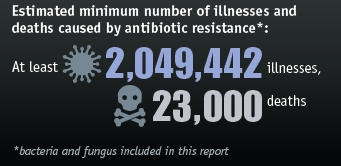 Estimated minimum number of illnesses and
deaths caused by antibiotic resistance*:
At least 2,049,442 illnesses,
23,000 deaths
*bacteria and fungus included in this report